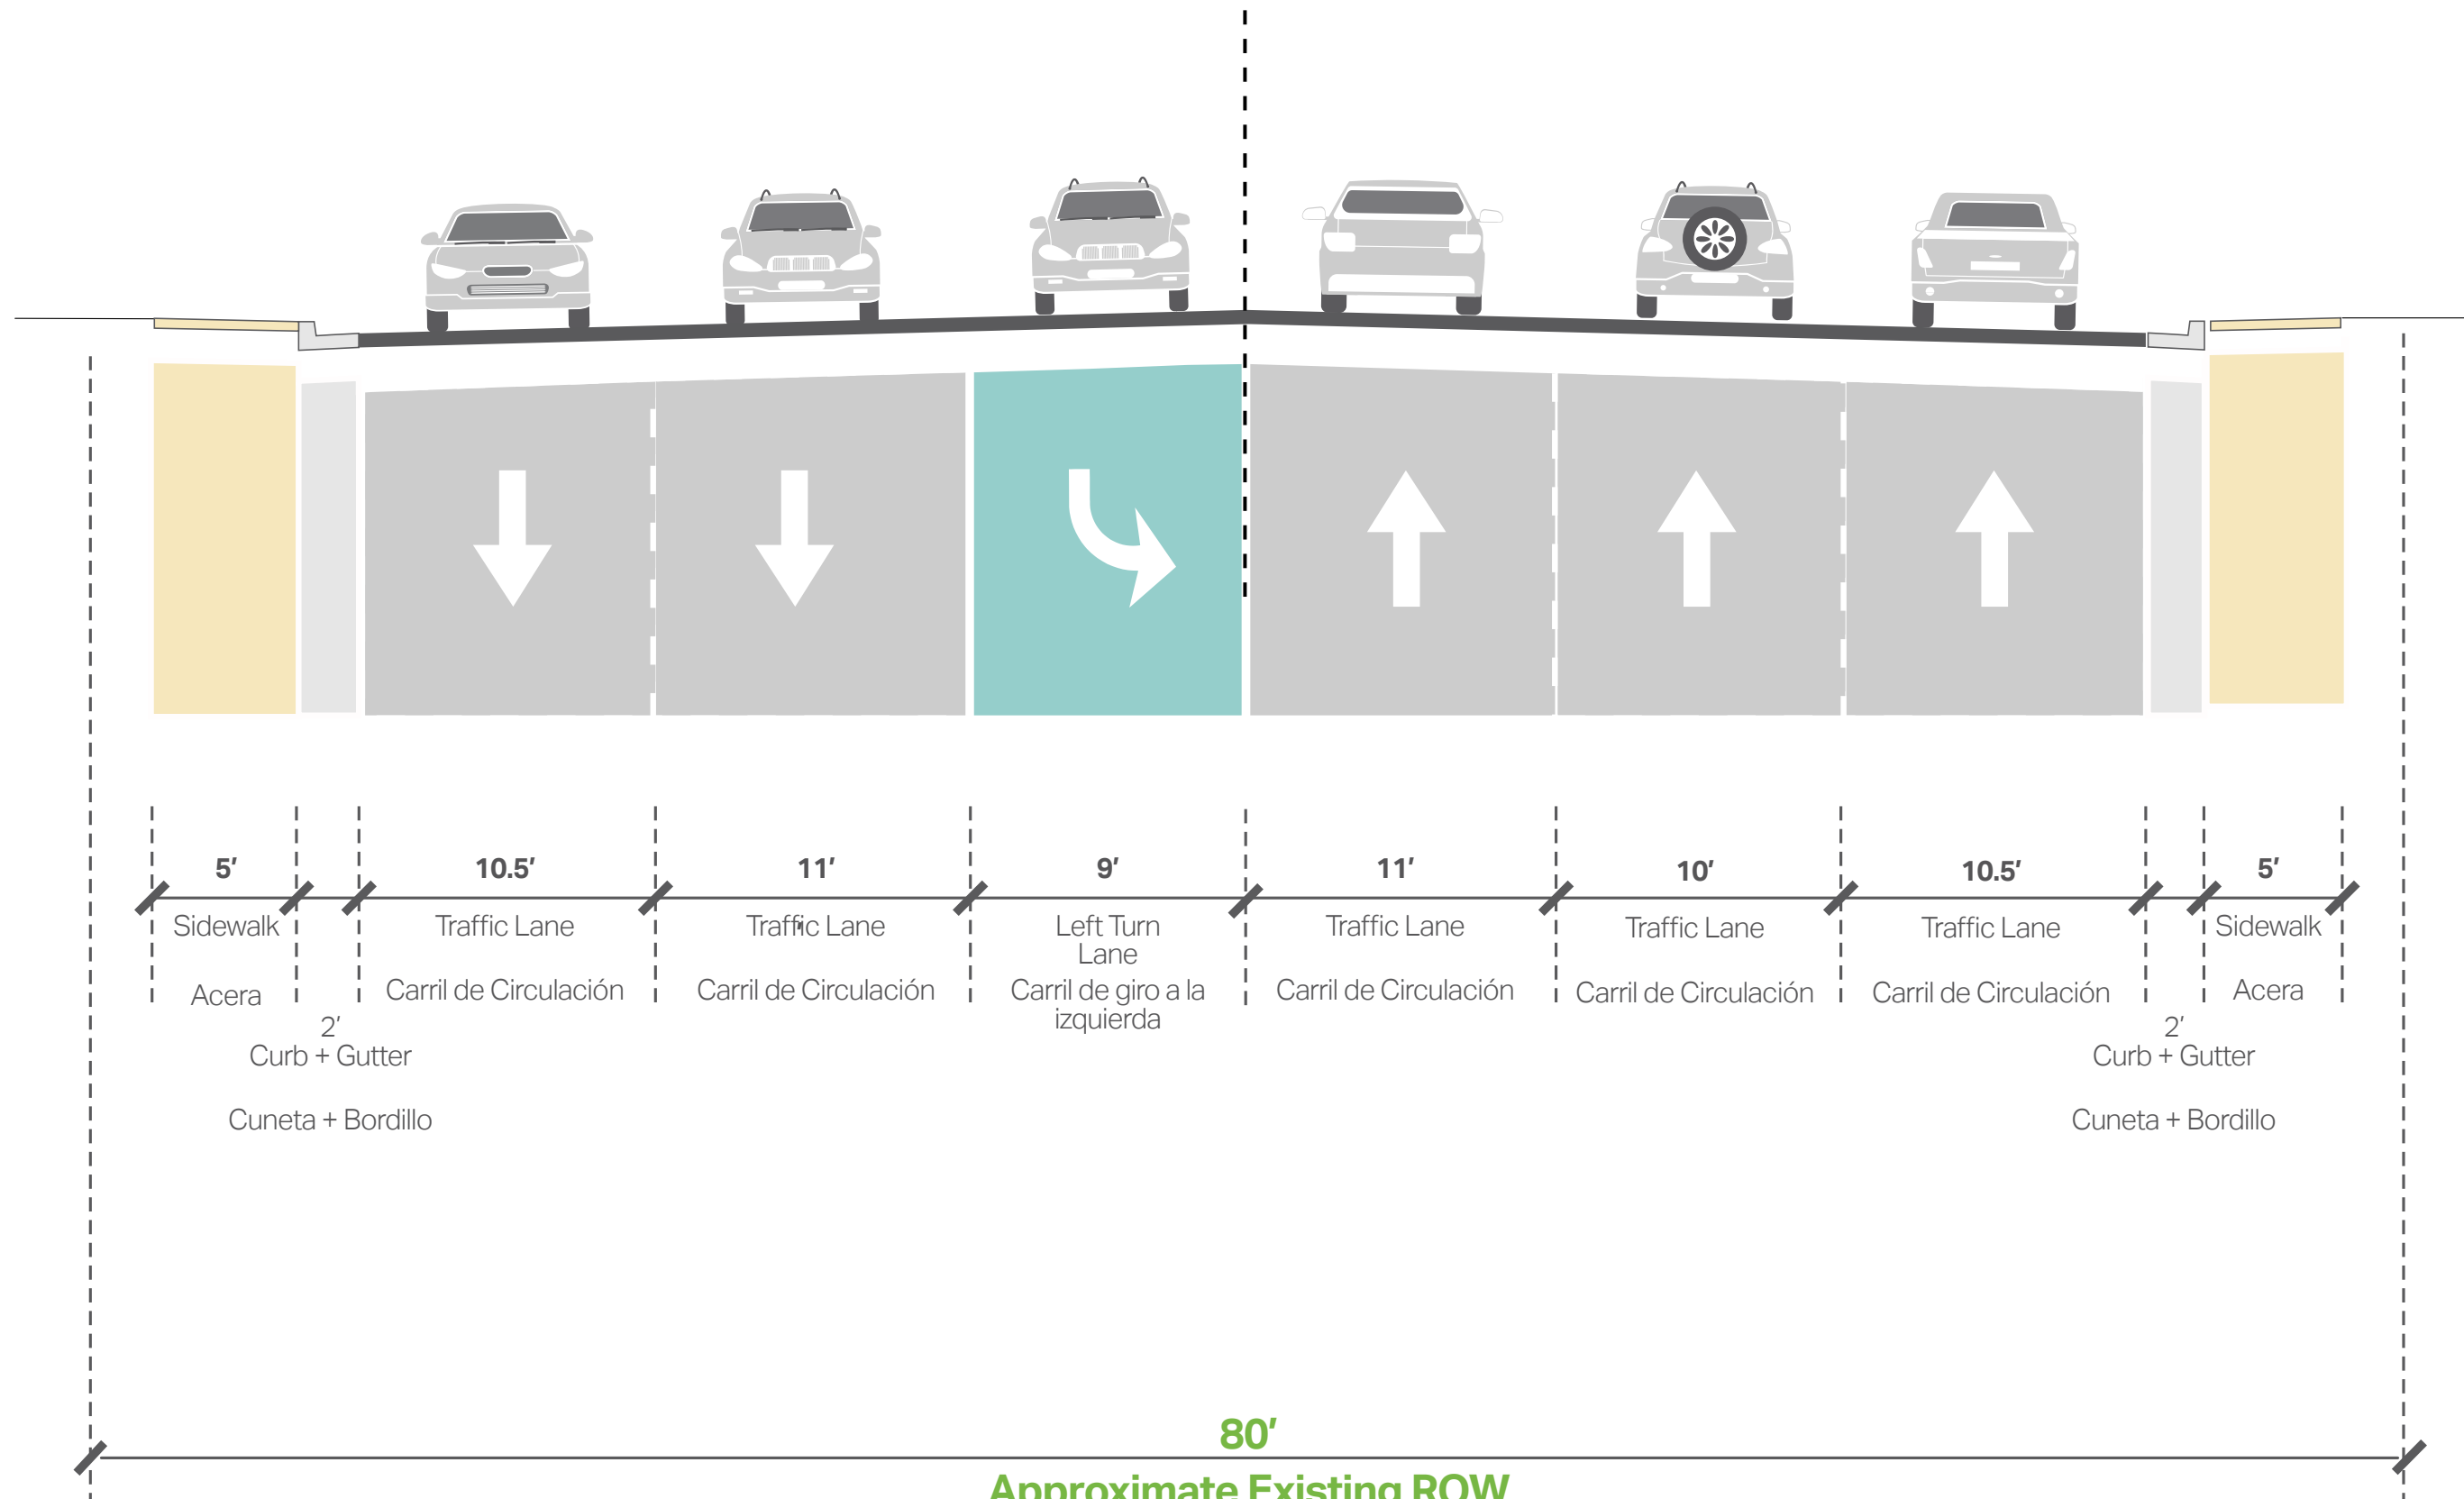 5′
10.5′
11′
9′
11′
10′
10.5′
5′
Sidewalk
Traffic Lane
Traffic Lane
Left Turn
Lane
Traffic Lane
Traffic Lane
Traffic Lane
Sidewalk
Acera
Carril de Circulación
Carril de Circulación
Carril de giro a la
izquierda
Carril de Circulación
Carril de Circulación
Carril de Circulación
Acera
2′
Curb + Gutter
Cuneta + Bordillo
2′
Curb + Gutter
Cuneta + Bordillo
80′
Approximate Existing ROW